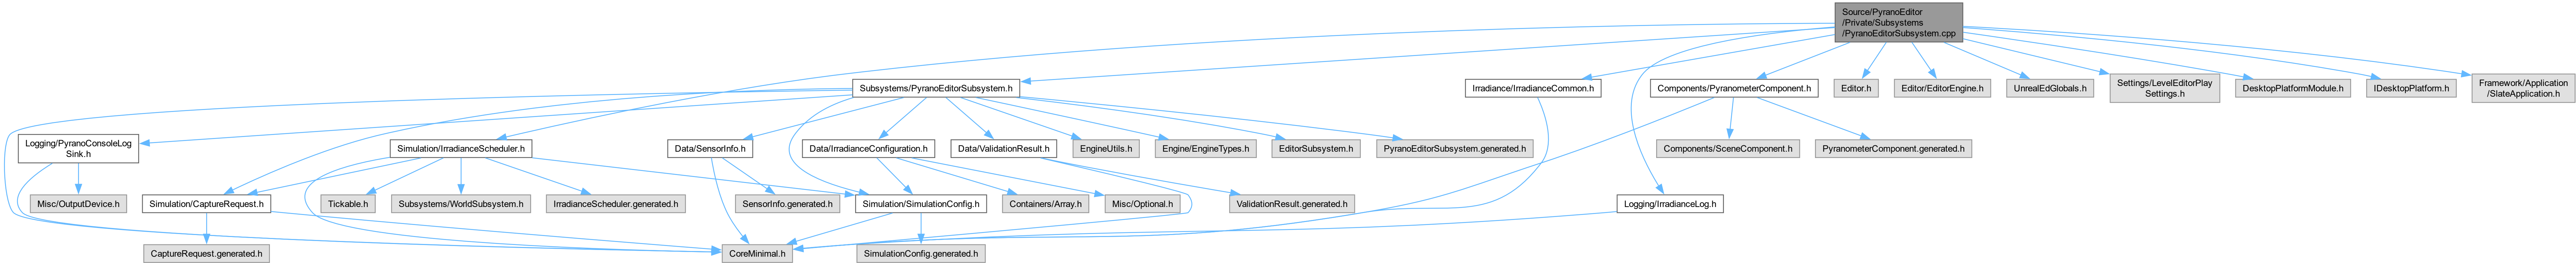 Source/PyranoEditor
/Private/Subsystems
/PyranoEditorSubsystem.cpp
Subsystems/PyranoEditorSubsystem.h
Irradiance/IrradianceCommon.h
Components/PyranometerComponent.h
Editor.h
Editor/EditorEngine.h
UnrealEdGlobals.h
Settings/LevelEditorPlay
Settings.h
DesktopPlatformModule.h
IDesktopPlatform.h
Framework/Application
/SlateApplication.h
Logging/PyranoConsoleLog
Sink.h
Simulation/IrradianceScheduler.h
Data/SensorInfo.h
Data/IrradianceConfiguration.h
Data/ValidationResult.h
EngineUtils.h
Engine/EngineTypes.h
EditorSubsystem.h
PyranoEditorSubsystem.generated.h
Components/SceneComponent.h
PyranometerComponent.generated.h
Misc/OutputDevice.h
Simulation/CaptureRequest.h
Tickable.h
Subsystems/WorldSubsystem.h
IrradianceScheduler.generated.h
SensorInfo.generated.h
Simulation/SimulationConfig.h
Containers/Array.h
Misc/Optional.h
ValidationResult.generated.h
Logging/IrradianceLog.h
CaptureRequest.generated.h
CoreMinimal.h
SimulationConfig.generated.h